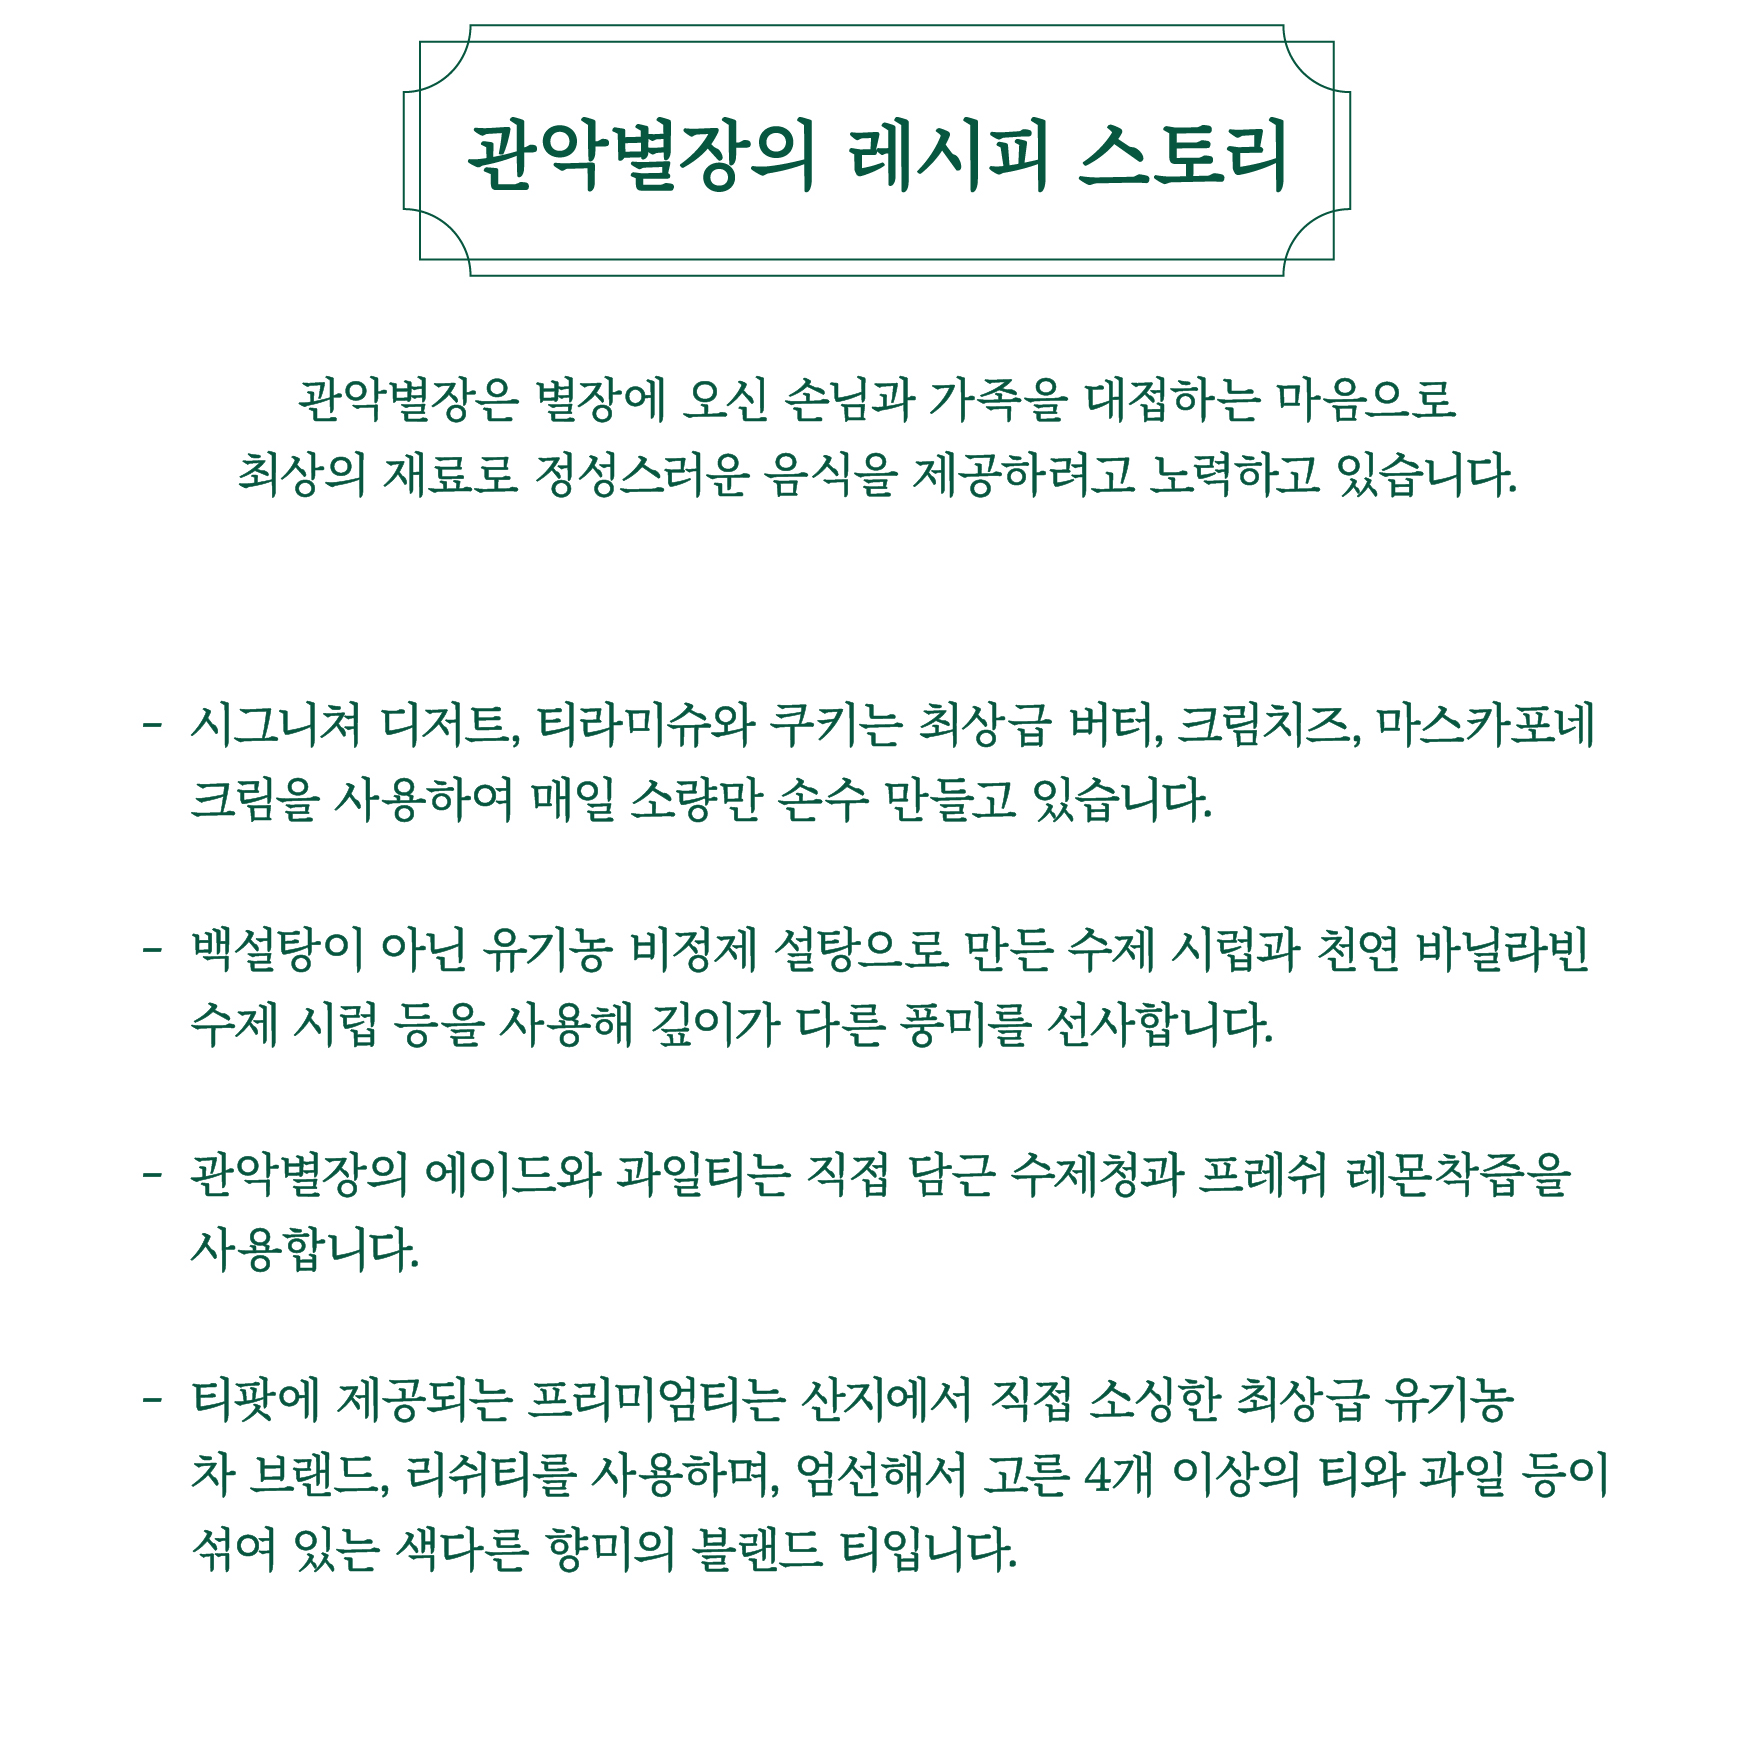 관악별장의 레시피 스토리
관악별장은 별장에 오신 손님과 가족을 대접하는 마음으로
최상의 재료로 정성스러운 음식을 제공하려고 노력하고 있습니다.
- 시그니쳐 디저트, 티라미슈와 쿠키는 최상급 버터, 크림치즈, 마스카포네
크림을 사용하여 매일 소량만 손수 만들고 있습니다.
- 백설탕이 아닌 유기농 비정제 설탕으로 만든 수제 시럽과 천연 바닐라빈
수제 시럽 등을 사용해 깊이가 다른 풍미를 선사합니다.
- 관악별장의 에이드와 과일티는 직접 담근 수제청과 프레쉬 레몬착즙을
사용합니다.
- 티팟에 제공되는 프리미엄티는 산지에서 직접 소싱한 최상급 유기농
차 브랜드, 리쉬티를 사용하며, 엄선해서 고른 4개 이상의 티와 과일 등이
섞여 있는 색다른 향미의 블랜드 티입니다.